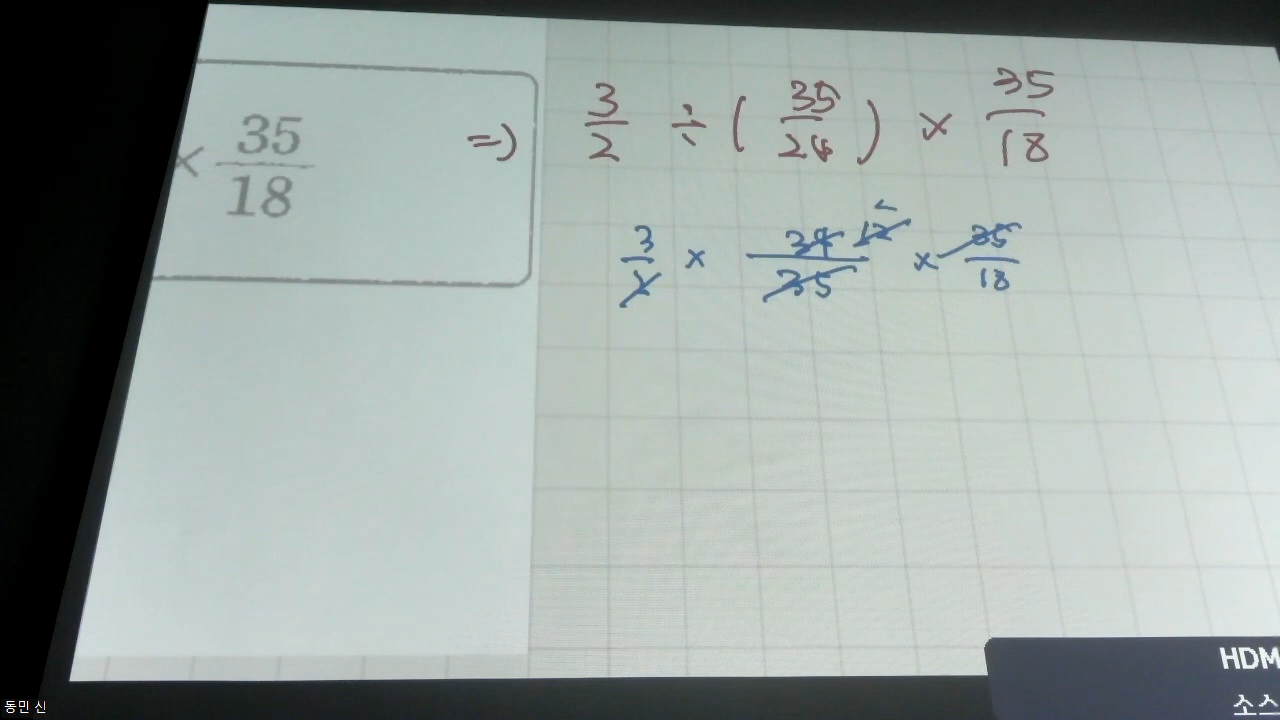 × 35/18 => 3/2 ÷ ( 35/24 ) × 35/18
3/2 × 24 12/35 × 35/18
HDM
소스
동민 신